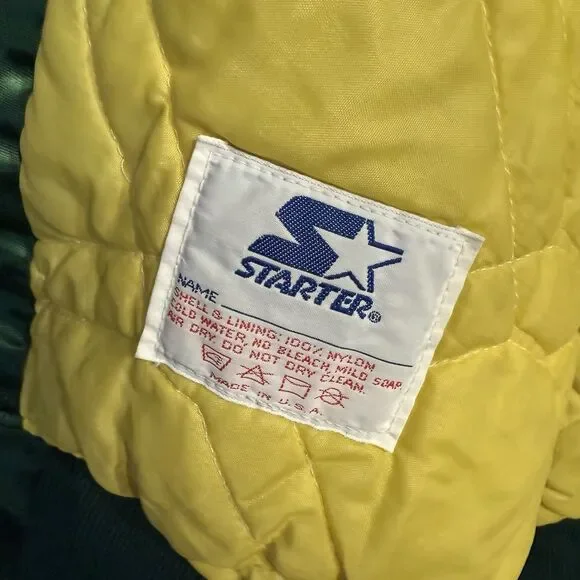 STARTER®
NAME
SHELL & LINING: 100% NYLON
COLD WATER, NO BLEACH, MILD SOAP
AIR DRY, DO NOT DRY CLEAN.
MADE IN U.S.A.